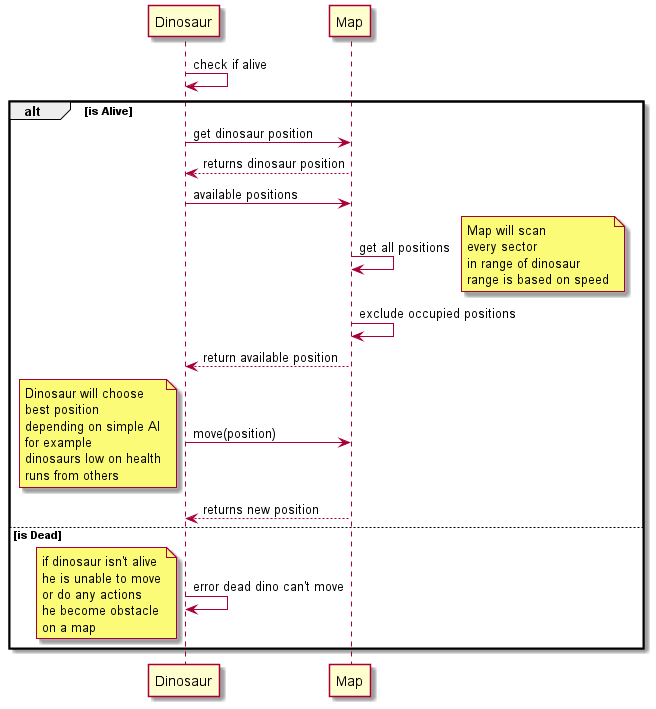 Dinosaur
Map
check if alive
alt
[is Alive]
get dinosaur position
returns dinosaur position
available positions
get all positions
Map will scan
every sector
in range of dinosaur
range is based on speed
exclude occupied positions
return available position
Dinosaur will choose
best position
depending on simple AI
for example
dinosaurs low on health
runs from others
move(position)
returns new position
[is Dead]
if dinosaur isn't alive
he is unable to move
or do any actions
he become obstacle
on a map
error dead dino can't move
Dinosaur
Map